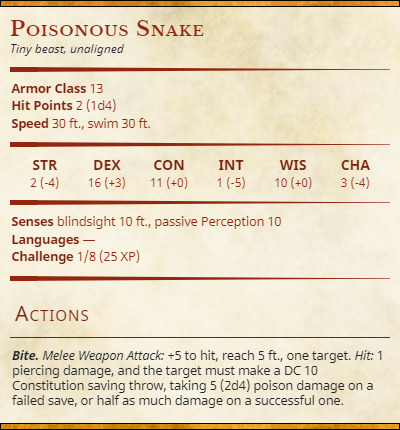 Poisonous Snake
Tiny beast, unaligned
Armor Class 13
Hit Points 2 (1d4)
Speed 30 ft., swim 30 ft.
STR DEX CON INT WIS CHA
2 (-4) 16 (+3) 11 (+0) 1 (-5) 10 (+0) 3 (-4)
Senses blindsight 10 ft., passive Perception 10
Languages —
Challenge 1/8 (25 XP)
Actions
Bite. Melee Weapon Attack: +5 to hit, reach 5 ft., one target. Hit: 1
piercing damage, and the target must make a DC 10
Constitution saving throw, taking 5 (2d4) poison damage on a
failed save, or half as much damage on a successful one.